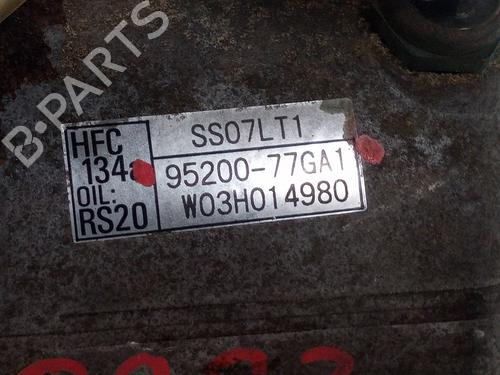 B-PARTS
HFC
134a
OIL:
RS20
SS07LT1
95200-77GA1
W03H014980